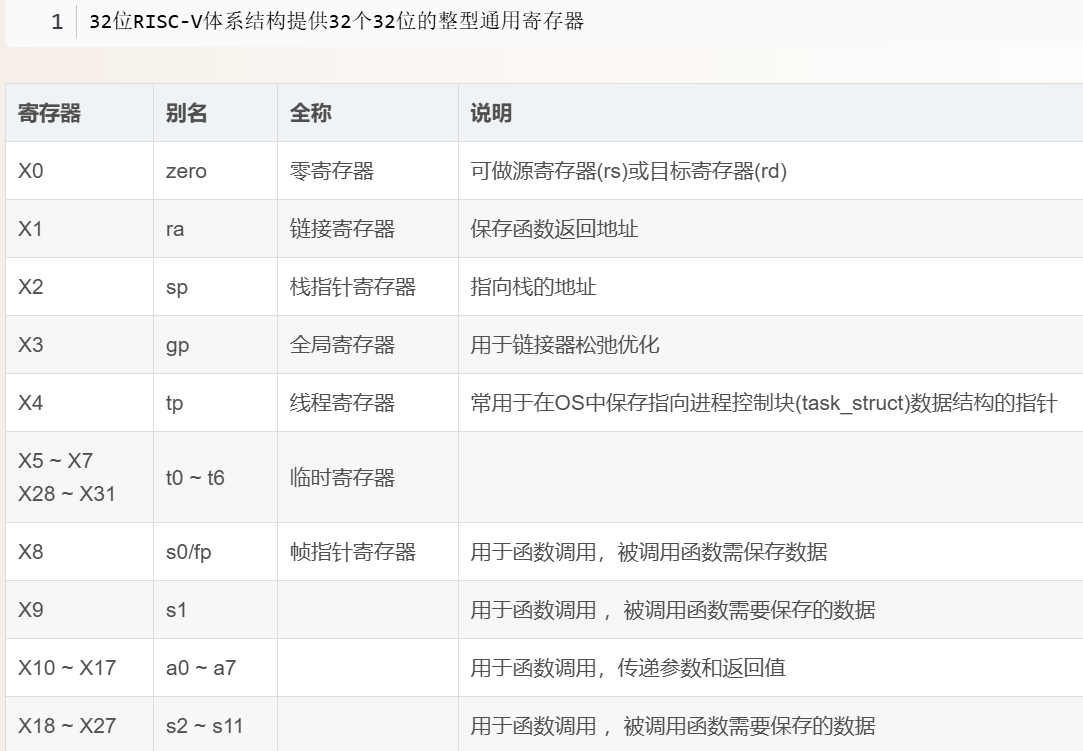 1 32位RISC-V体系结构提供32个32位的整型通用寄存器
寄存器 别名 全称 说明
X0 zero 零寄存器 可做源寄存器(rs)或目标寄存器(rd)
X1 ra 链接寄存器 保存函数返回地址
X2 sp 栈指针寄存器 指向栈的地址
X3 gp 全局寄存器 用于链接器松弛优化
X4 tp 线程寄存器 常用于在OS中保存指向进程控制块(task_struct)数据结构的指针
X5 ~ X7
X28 ~ X31 t0 ~ t6 临时寄存器
X8 s0/fp 帧指针寄存器 用于函数调用，被调用函数需保存数据
X9 s1 用于函数调用 ，被调用函数需要保存的数据
X10 ~ X17 a0 ~ a7 用于函数调用，传递参数和返回值
X18 ~ X27 s2 ~ s11 用于函数调用 ，被调用函数需要保存的数据